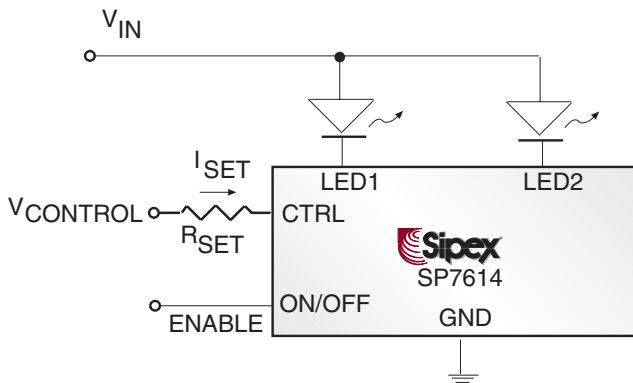 VIN
ISET
LED1
LED2
VCONTROL
RSET
CTRL
Sipex
SP7614
ENABLE
ON/OFF
GND